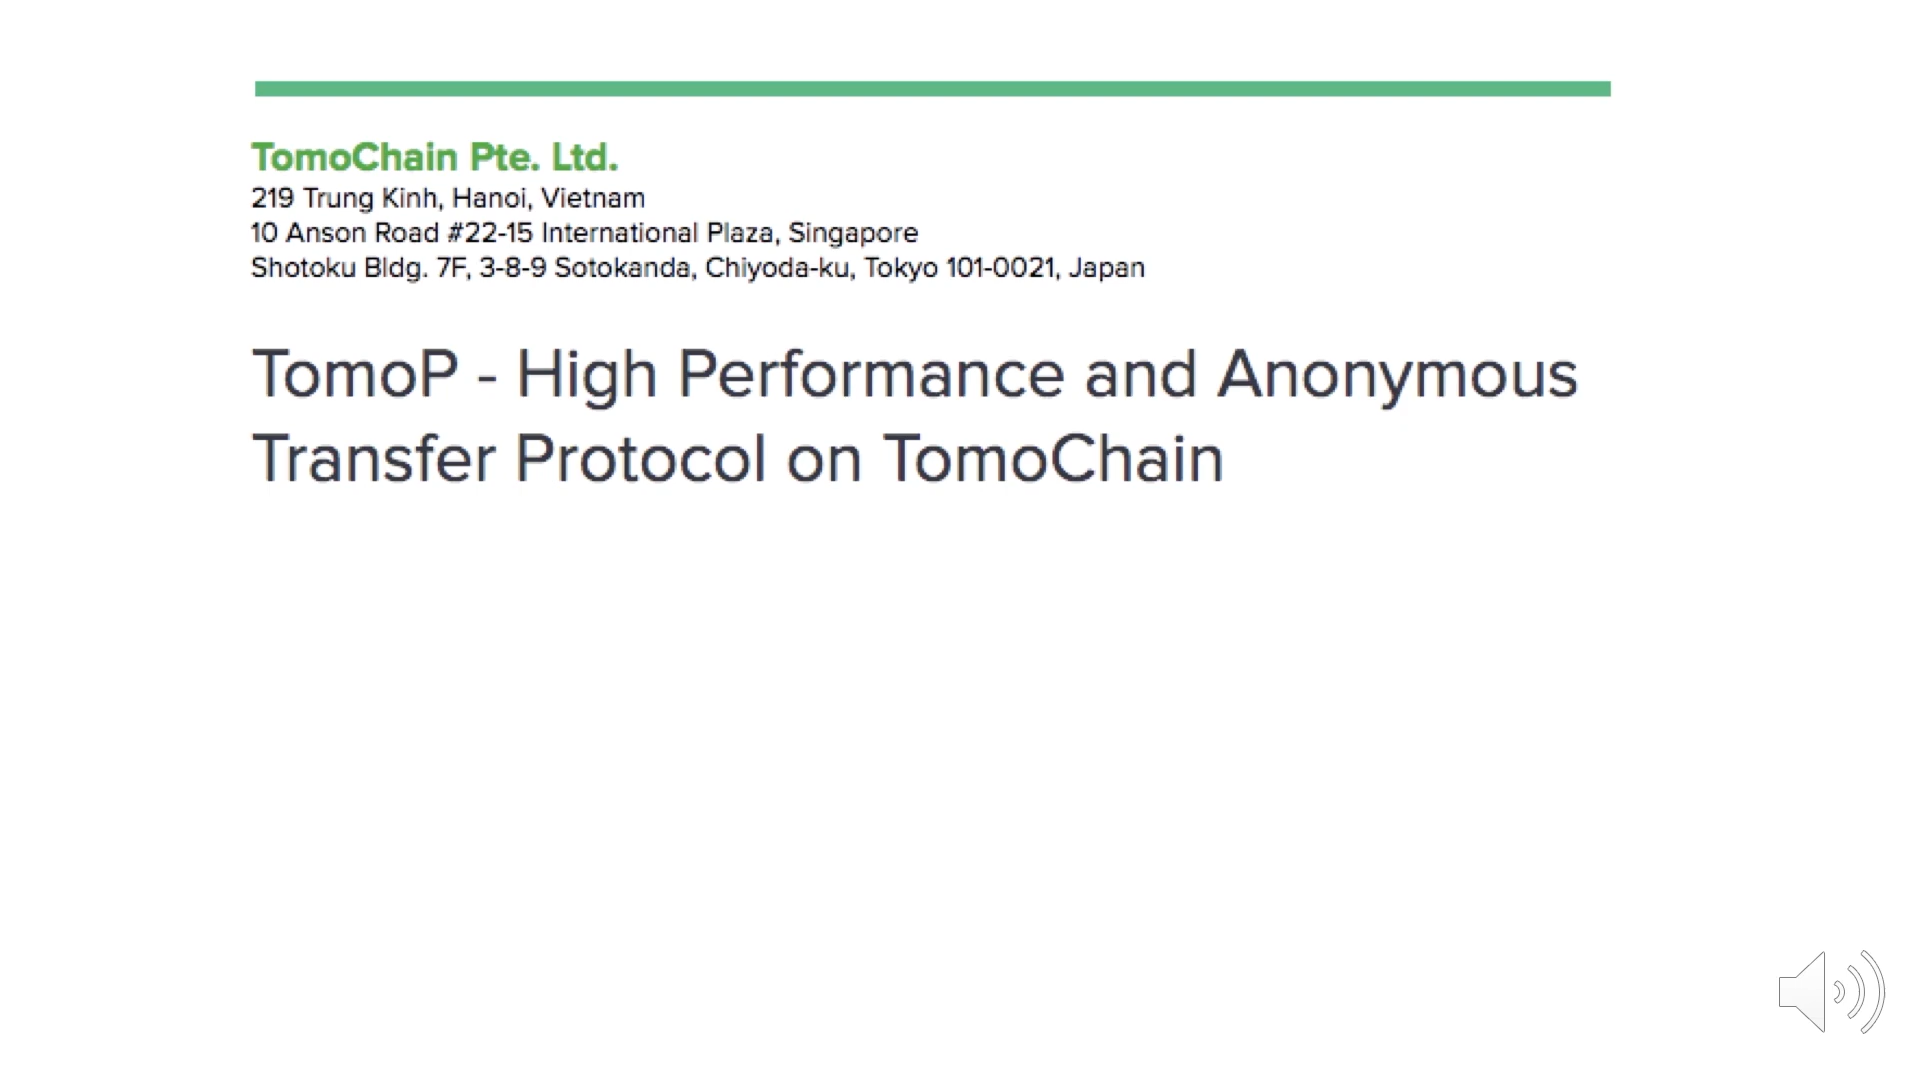 TomoChain Pte. Ltd.
219 Trung Kinh, Hanoi, Vietnam
10 Anson Road #22-15 International Plaza, Singapore
Shotoku Bldg. 7F, 3-8-9 Sotokanda, Chiyoda-ku, Tokyo 101-0021, Japan
TomoP - High Performance and Anonymous
Transfer Protocol on TomoChain